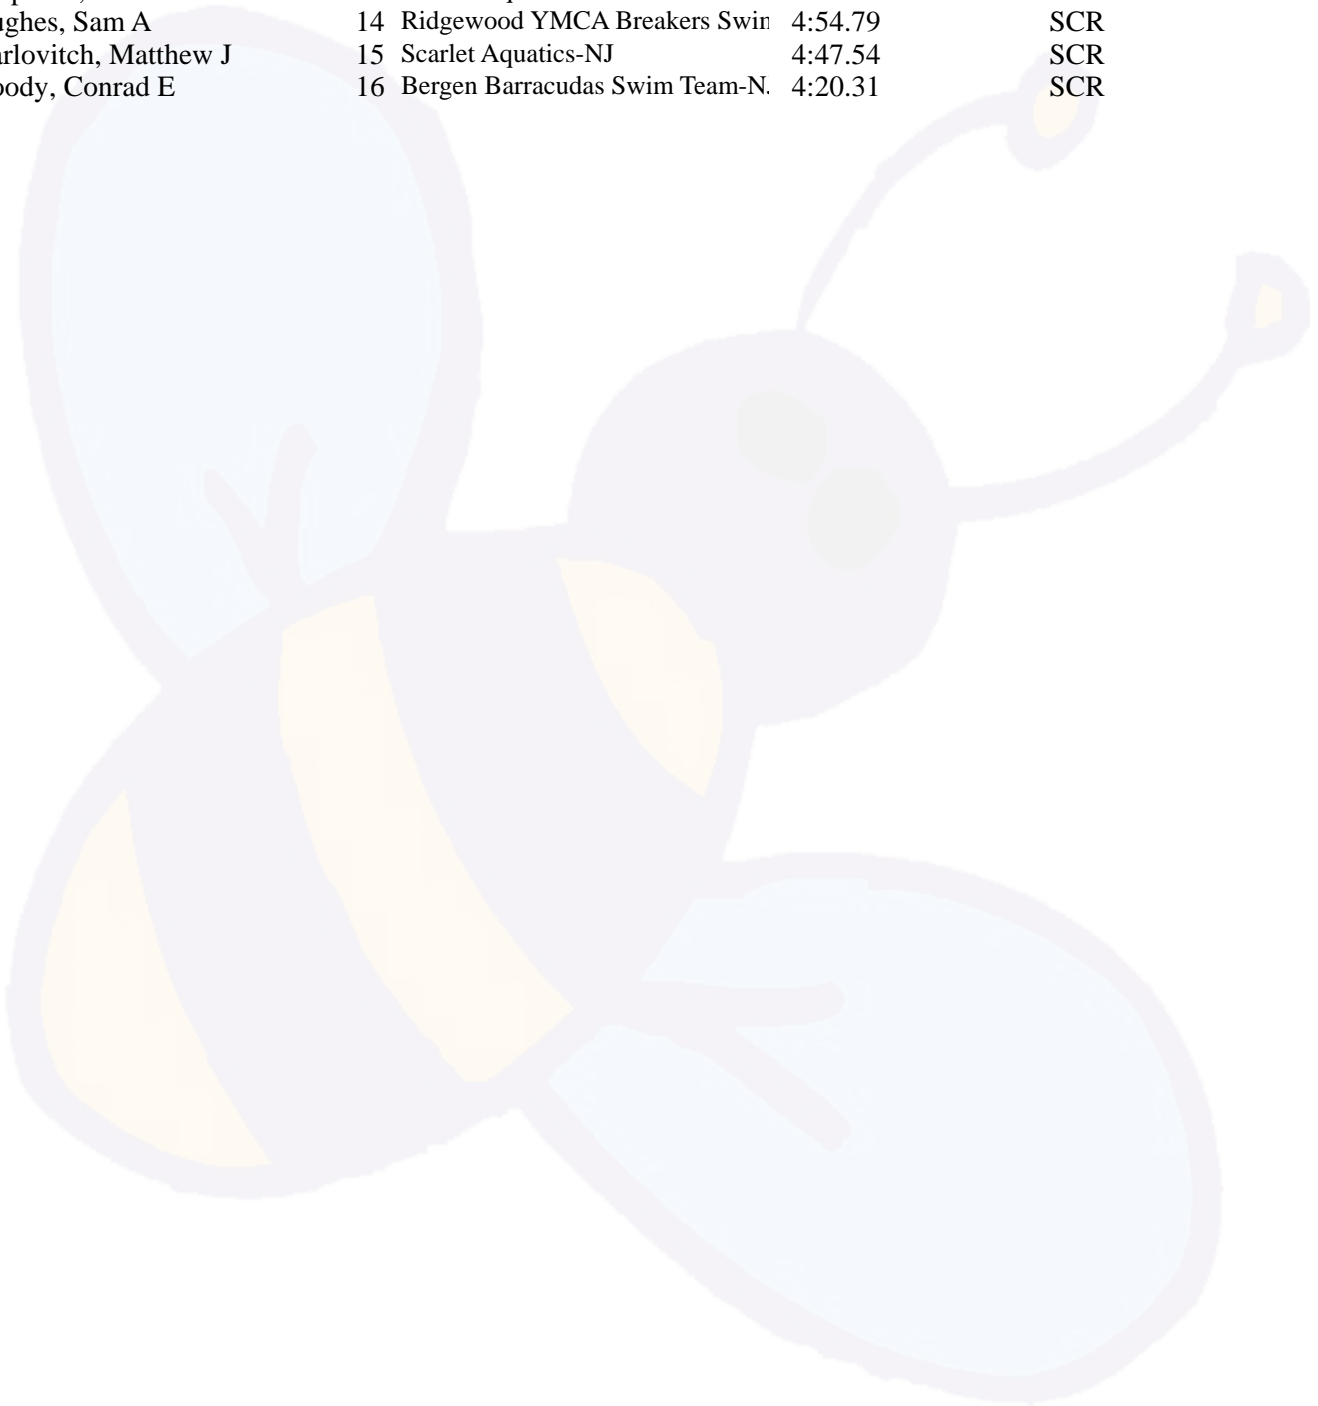 ughes, Sam A 14 Ridgewood YMCA Breakers Swin 4:54.79 SCR
arlovitch, Matthew J 15 Scarlet Aquatics-NJ 4:47.54 SCR
oody, Conrad E 16 Bergen Barracudas Swim Team-N. 4:20.31 SCR